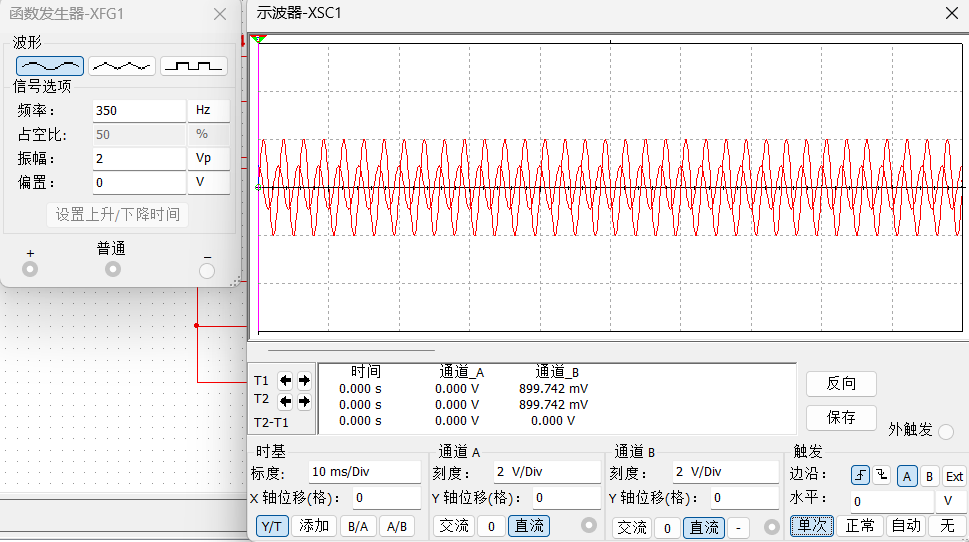 函数发生器-XFG1
波形
信号选项
频率： 350 Hz
占空比: 50 %
振幅： 2 Vp
偏置： 0 V
设置上升/下降时间
+ 普通 −
示波器-XSC1
时间 通道_A 通道_B
T1 0.000 s 0.000 V 899.742 mV
T2 0.000 s 0.000 V 899.742 mV
T2-T1 0.000 s 0.000 V 0.000 V
反向
保存
外触发
时基
标度: 10 ms/Div
X 轴位移(格)： 0
Y/T 添加 B/A A/B
通道 A
刻度： 2 V/Div
Y 轴位移(格)： 0
交流 0 直流
通道 B
刻度： 2 V/Div
Y 轴位移(格)： 0
交流 0 直流 -
触发
边沿： A B Ext
水平： 0 V
单次 正常 自动 无